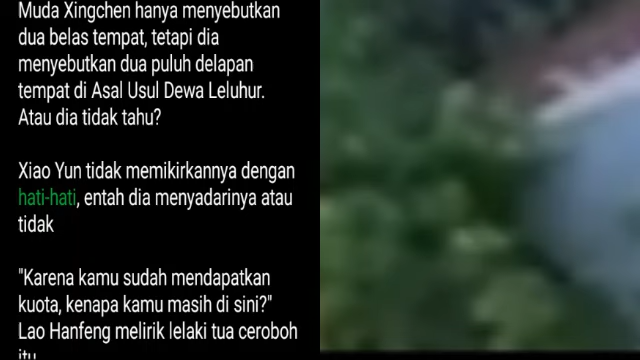 Muda Xingchen hanya menyebutkan
dua belas tempat, tetapi dia
menyebutkan dua puluh delapan
tempat di Asal Usul Dewa Leluhur.
Atau dia tidak tahu?
Xiao Yun tidak memikirkannya dengan
hati-hati, entah dia menyadarinya atau
tidak
"Karena kamu sudah mendapatkan
kuota, kenapa kamu masih di sini?"
Lao Hanfeng melirik lelaki tua ceroboh
itu